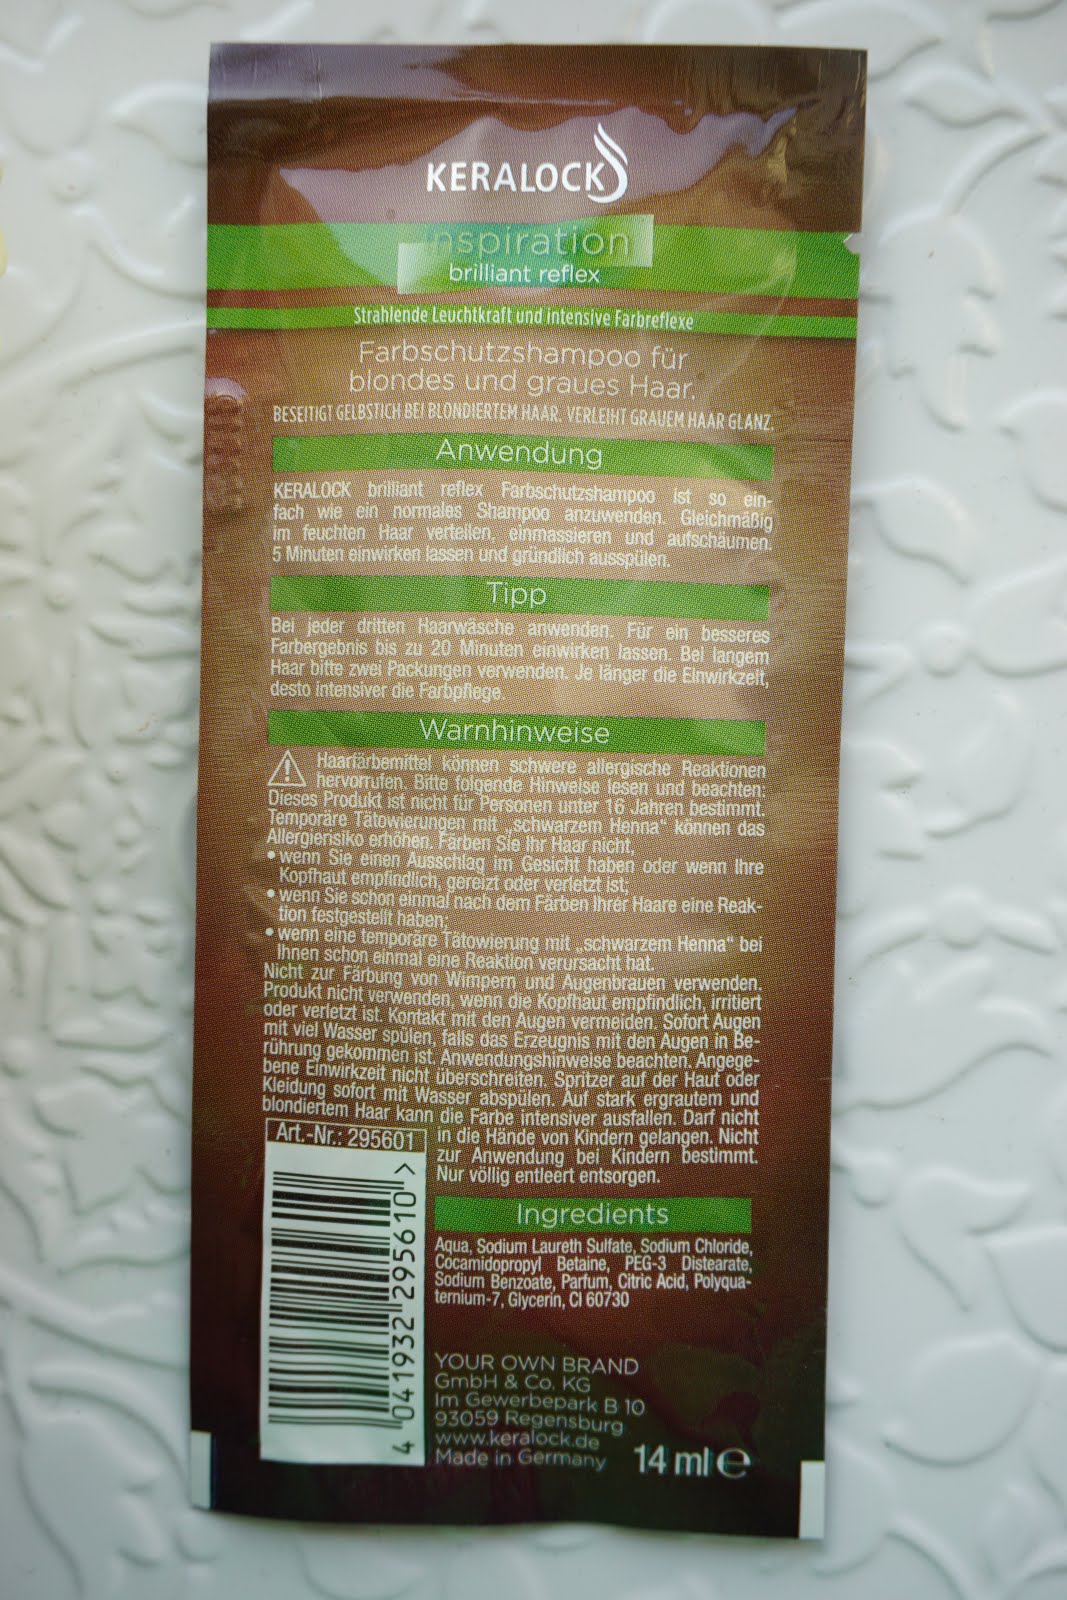 KERALOCK
inspiration
brilliant reflex
Strahlende Leuchtkraft und intensive Farbreflexe
Farbschutzshampoo für
blondes und graues Haar.
BESEITIGT GELBSTICH BEI BLONDIERTEM HAAR. VERLEIHT GRAUEM HAAR GLANZ.
Anwendung
KERALOCK brilliant reflex Farbschutzshampoo ist so ein-
fach wie ein normales Shampoo anzuwenden. Gleichmäßig
im feuchten Haar verteilen, einmassieren und aufschäumen.
5 Minuten einwirken lassen und gründlich ausspülen.
Tipp
Bei jeder dritten Haarwäsche anwenden. Für ein besseres
Farbergebnis bis zu 20 Minuten einwirken lassen. Bei langem
Haar bitte zwei Packungen verwenden. Je länger die Einwirkzeit,
desto intensiver die Farbpflege.
Warnhinweise
Haarfärbemittel können schwere allergische Reaktionen
hervorrufen. Bitte folgende Hinweise lesen und beachten:
Dieses Produkt ist nicht für Personen unter 16 Jahren bestimmt.
Temporäre Tätowierungen mit „schwarzem Henna“ können das
Allergierisiko erhöhen. Färben Sie Ihr Haar nicht,
• wenn Sie einen Ausschlag im Gesicht haben oder wenn Ihre
Kopfhaut empfindlich, gereizt oder verletzt ist;
• wenn Sie schon einmal nach dem Färben Ihrer Haare eine Reak-
tion festgestellt haben;
• wenn eine temporäre Tätowierung mit „schwarzem Henna“ bei
Ihnen schon einmal eine Reaktion verursacht hat.
Nicht zur Färbung von Wimpern und Augenbrauen verwenden.
Produkt nicht verwenden, wenn die Kopfhaut empfindlich, irritiert
oder verletzt ist. Kontakt mit den Augen vermeiden. Sofort Augen
mit viel Wasser spülen, falls das Erzeugnis mit den Augen in Be-
rührung gekommen ist. Anwendungshinweise beachten. Angege-
bene Einwirkzeit nicht überschreiten. Spritzer auf der Haut oder
Kleidung sofort mit Wasser abspülen. Auf stark ergrautem und
blondiertem Haar kann die Farbe intensiver ausfallen. Darf nicht
in die Hände von Kindern gelangen. Nicht
zur Anwendung bei Kindern bestimmt.
Nur völlig entleert entsorgen.
Art.-Nr.: 295601
4 041932 295610 >
Ingredients
Aqua, Sodium Laureth Sulfate, Sodium Chloride,
Cocamidopropyl Betaine, PEG-3 Distearate,
Sodium Benzoate, Parfum, Citric Acid, Polyqua-
ternium-7, Glycerin, CI 60730
YOUR OWN BRAND
GmbH & Co. KG
Im Gewerbepark B 10
93059 Regensburg
www.keralock.de
Made in Germany
14 ml ℮